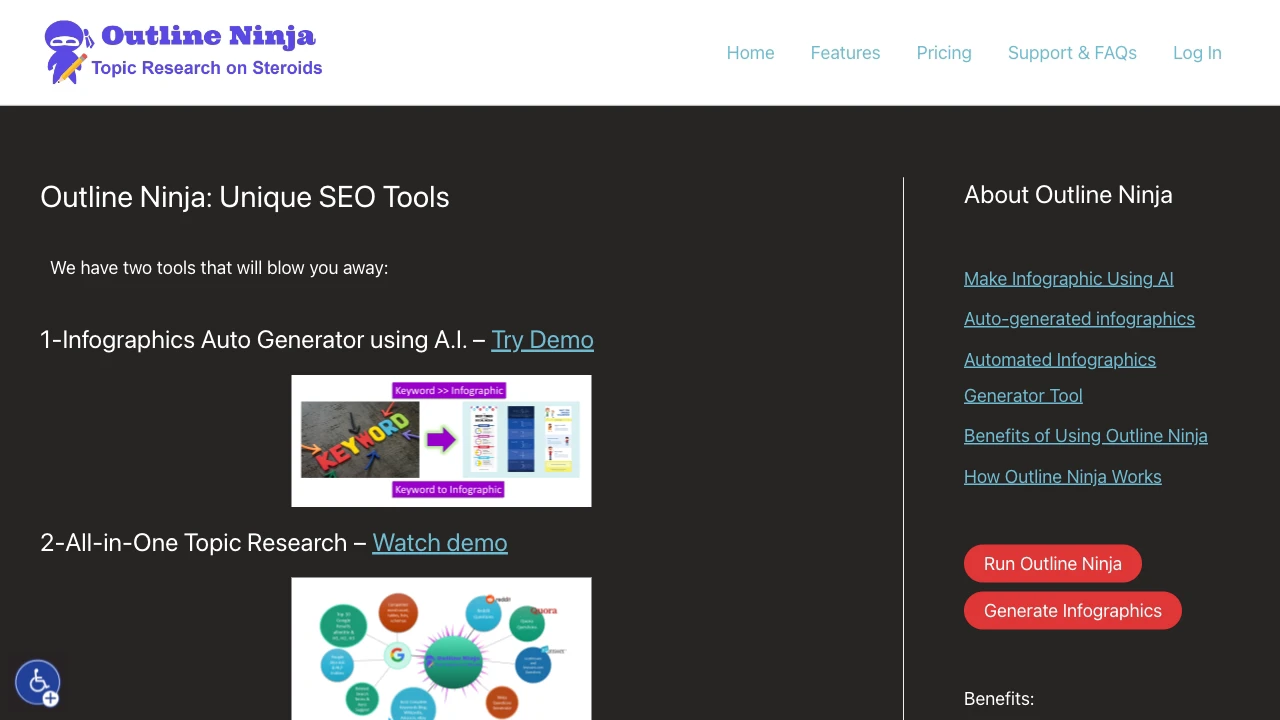 Outline Ninja
Topic Research on Steroids
Home
Features
Pricing
Support & FAQs
Log In
Outline Ninja: Unique SEO Tools
We have two tools that will blow you away:
1-Infographics Auto Generator using A.I. – Try Demo
Keyword >> Infographic
KEYWORD
Keyword to Infographic
2-All-in-One Topic Research – Watch demo
reddit
Quora
Outline Ninja
About Outline Ninja
Make Infographic Using AI
Auto-generated infographics
Automated Infographics
Generator Tool
Benefits of Using Outline Ninja
How Outline Ninja Works
Run Outline Ninja
Generate Infographics
Benefits: